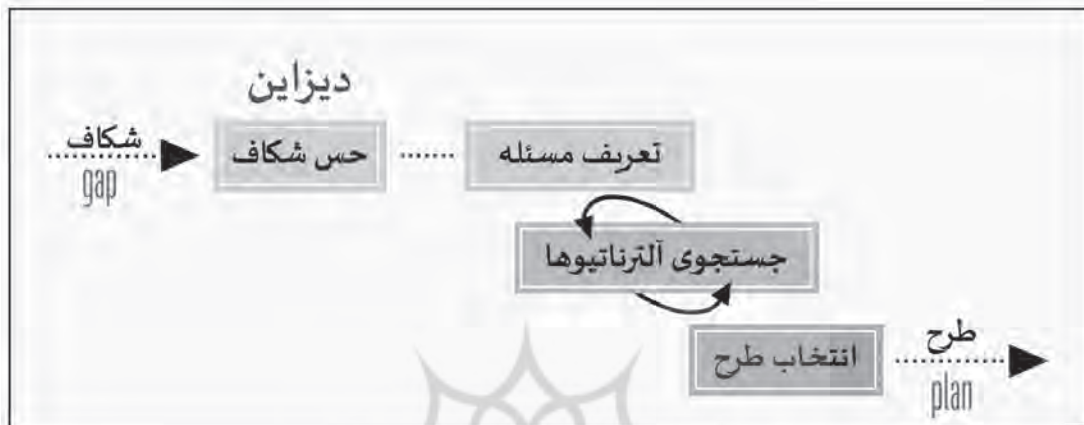 دیزاین
شکاف
gap
حس شکاف
تعریف مسئله
جستجوی آلترناتیوها
انتخاب طرح
طرح
plan